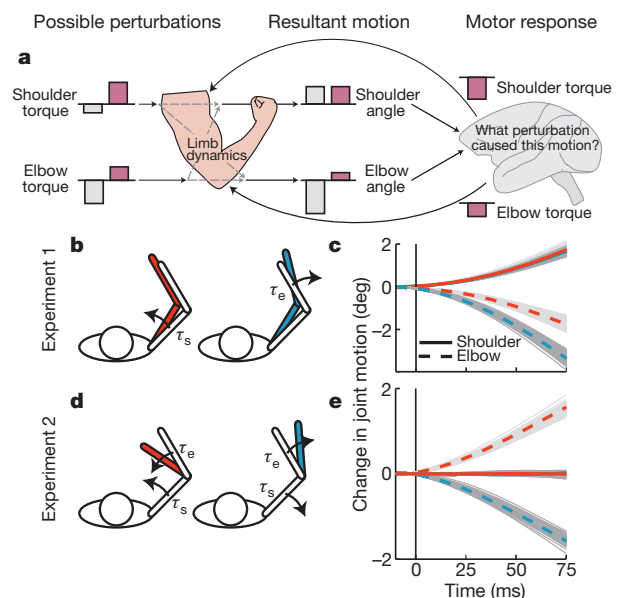 Possible perturbations
Resultant motion
Motor response
a
Shoulder torque
Elbow torque
Limb dynamics
Shoulder angle
Elbow angle
Shoulder torque
What perturbation caused this motion?
Elbow torque
Experiment 1
b
τs
τe
c
2
0
−2
Shoulder
Elbow
Change in joint motion (deg)
Experiment 2
d
τe
τs
τe
τs
e
2
0
−2
0
25
50
75
Time (ms)